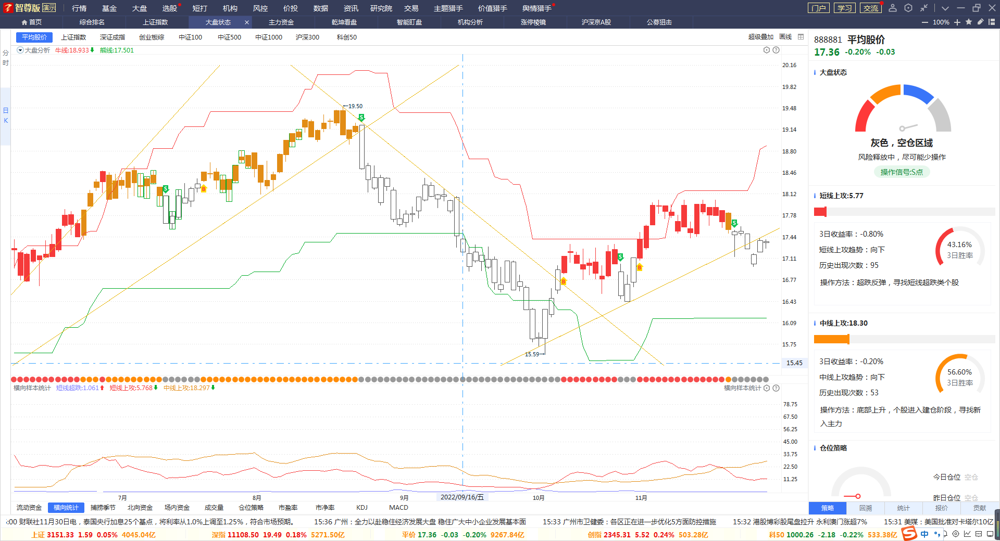 智尊版 演示 行情 基金 大盘 选股 短打 机构 风控 价投 数据 资讯 研究院 交易 主题猎手 价值猎手 舆情猎手 门户 学习 交流
首页 综合排名 上证指数 大盘状态 × 主力资金 乾坤看盘 智能盯盘 机构分析 涨停棱镜 沪深京A股 公募狙击 100%
平均股价 上证指数 深证成指 创业板综 中证100 中证500 中证1000 沪深300 科创50 超级叠加 画线
分时
日K
大盘分析 牛线:18.933 熊线:17.501
20.16
19.82
19.48
19.14
18.80
18.46
18.12
17.78
17.44
17.11
16.77
16.43
16.09
15.75
15.45
←19.50
15.59→
S
S
S
S
B
B
B
横向样本统计 短线超跌:1.061 短线上攻:5.768 中线上攻:18.297 横向样本统计
78.75
67.50
56.25
45.00
33.75
22.50
11.25
7月 8月 9月 2022/09/16/五 10月 11月
流动资金 横向统计 捕捞季节 北向资金 场内资金 成交量 仓位策略 市盈率 市净率 KDJ MACD
888881 平均股价
17.36 -0.20% -0.03
大盘状态
灰色，空仓区域
风险释放中，尽可能少操作
操作信号:S点
短线上攻:5.77
3日收益率：-0.80%
短线上攻趋势：向下
历史出现次数：95
43.16%
3日胜率
操作方法：超跌反弹，寻找短线超跌类个股
中线上攻:18.30
3日收益率：-0.20%
中线上攻趋势：向下
历史出现次数：53
56.60%
3日胜率
操作方法：底部上升，个股进入建仓阶段，寻找新
入主力
仓位策略
今日仓位 空仓
昨日仓位 空仓
策略 回溯 统计 报价 贡献
:00 财联社11月30日电，泰国央行加息25个基点，将利率从1.0%上调至1.25%，符合市场预期。 15:36 广州：全力以赴稳住经济发展大盘 稳住广大中小企业发展基本面 15:33 广州市卫健委：各区正在进一步优化5方面防控措施 15:32 港股博彩股尾盘拉升 永利澳门涨超7% 15:31 美媒：美国批准对卡塔尔10亿
上证 3151.33 1.59 0.05% 4045.04亿 深指 11108.50 19.49 0.18% 5271.50亿 平价 17.36 -0.03 -0.20% 9267.84亿 创指 2345.31 5.52 0.24% 503.28亿 科50 1000.26 -2.18 -0.22% 533.38亿 S 中